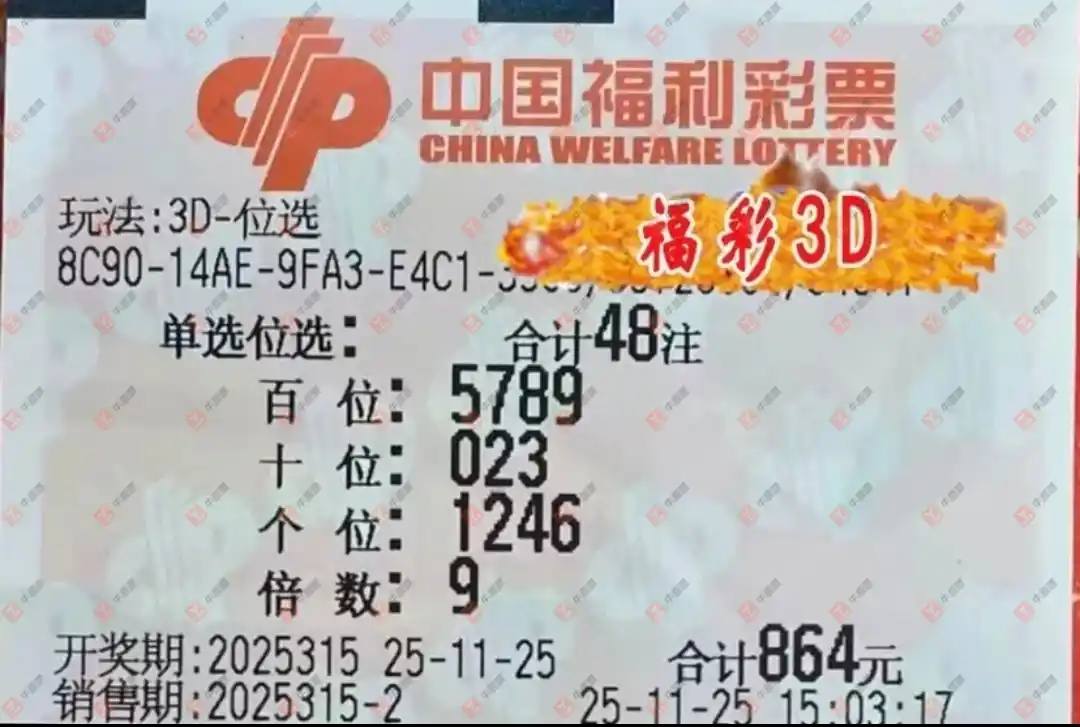 中国福利彩票
CHINA WELFARE LOTTERY
玩法:3D-位选
福彩3D
8C90-14AE-9FA3-E4C1-
单选位选: 合计48注
百 位: 5789
十 位: 023
个 位: 1246
倍 数: 9
开奖期:2025315 25-11-25 合计864元
销售期:2025315-2 25-11-25 15:03:17